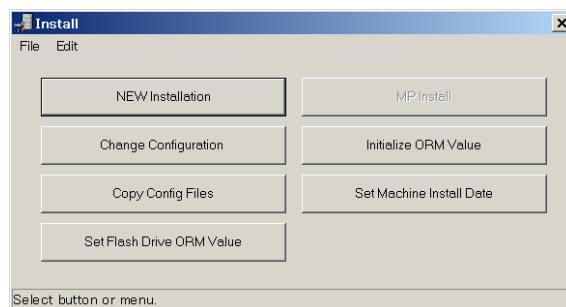 Install
File Edit
NEW Installation
MP Install
Change Configuration
Initialize ORM Value
Copy Config Files
Set Machine Install Date
Set Flash Drive ORM Value
Select button or menu.